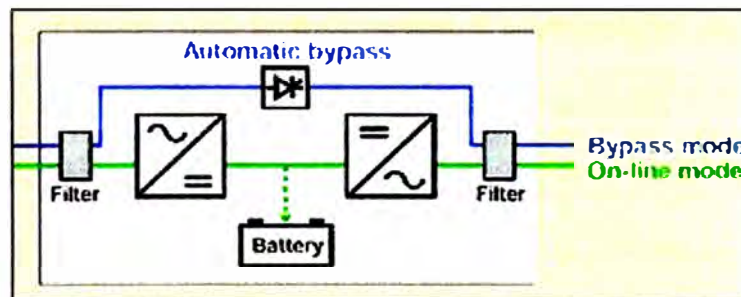 Automatic bypass
Bypass mode
On-line mode
Filter
Filter
Battery